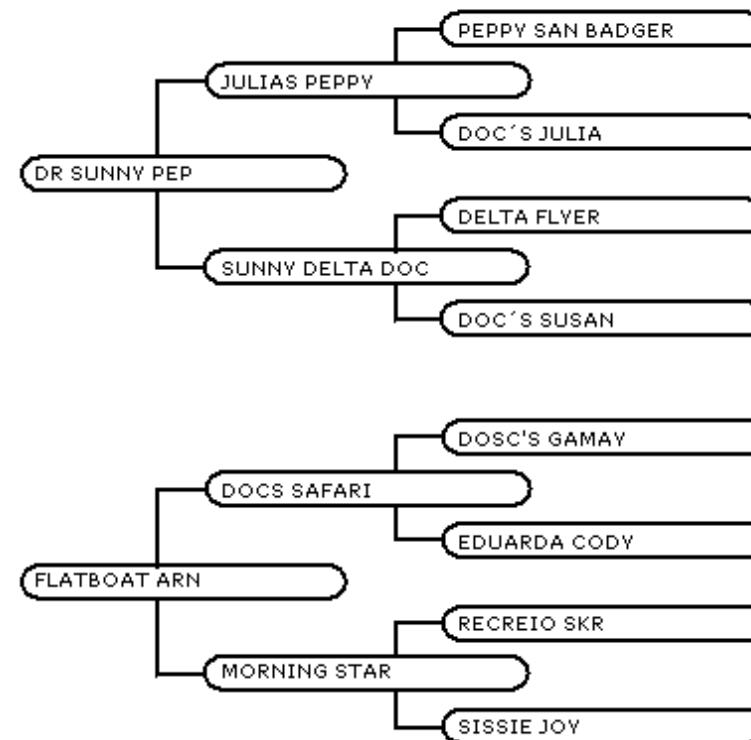 PEPPY SAN BADGER
JULIAS PEPPY
DOC´S JULIA
DR SUNNY PEP
DELTA FLYER
SUNNY DELTA DOC
DOC´S SUSAN
DOSC'S GAMAY
DOCS SAFARI
EDUARDA CODY
FLATBOAT ARN
RECREIO SKR
MORNING STAR
SISSIE JOY